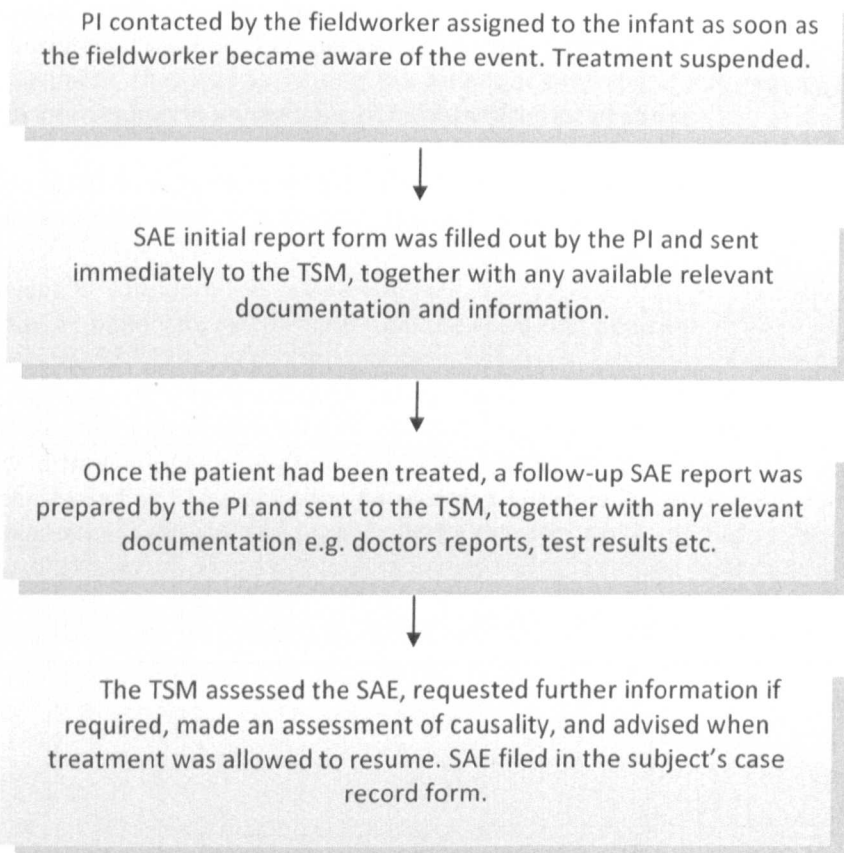 PI contacted by the fieldworker assigned to the infant as soon as
the fieldworker became aware of the event. Treatment suspended.
SAE initial report form was filled out by the PI and sent
immediately to the TSM, together with any available relevant
documentation and information.
Once the patient had been treated, a follow-up SAE report was
prepared by the PI and sent to the TSM, together with any relevant
documentation e.g. doctors reports, test results etc.
The TSM assessed the SAE, requested further information if
required, made an assessment of causality, and advised when
treatment was allowed to resume. SAE filed in the subject's case
record form.